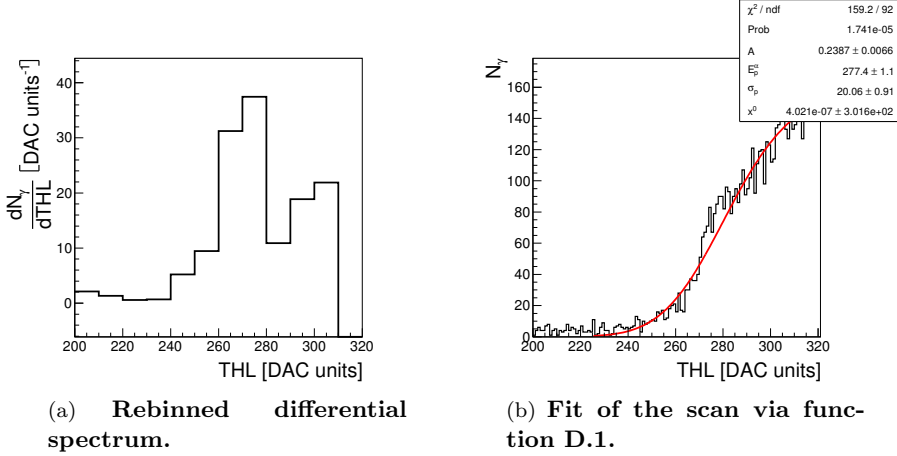 dNγ
dTHL
[DAC units⁻¹]
40
30
20
10
0
200 220 240 260 280 300 320
THL [DAC units]
(a) Rebinned differential
spectrum.
χ² / ndf 159.2 / 92
Prob 1.741e-05
A 0.2387 ± 0.0066
E_p^α 277.4 ± 1.1
σ_p 20.06 ± 0.91
x⁰ 4.021e-07 ± 3.016e+02
Nγ
160
140
120
100
80
60
40
20
0
200 220 240 260 280 300 320
THL [DAC units]
(b) Fit of the scan via func-
tion D.1.